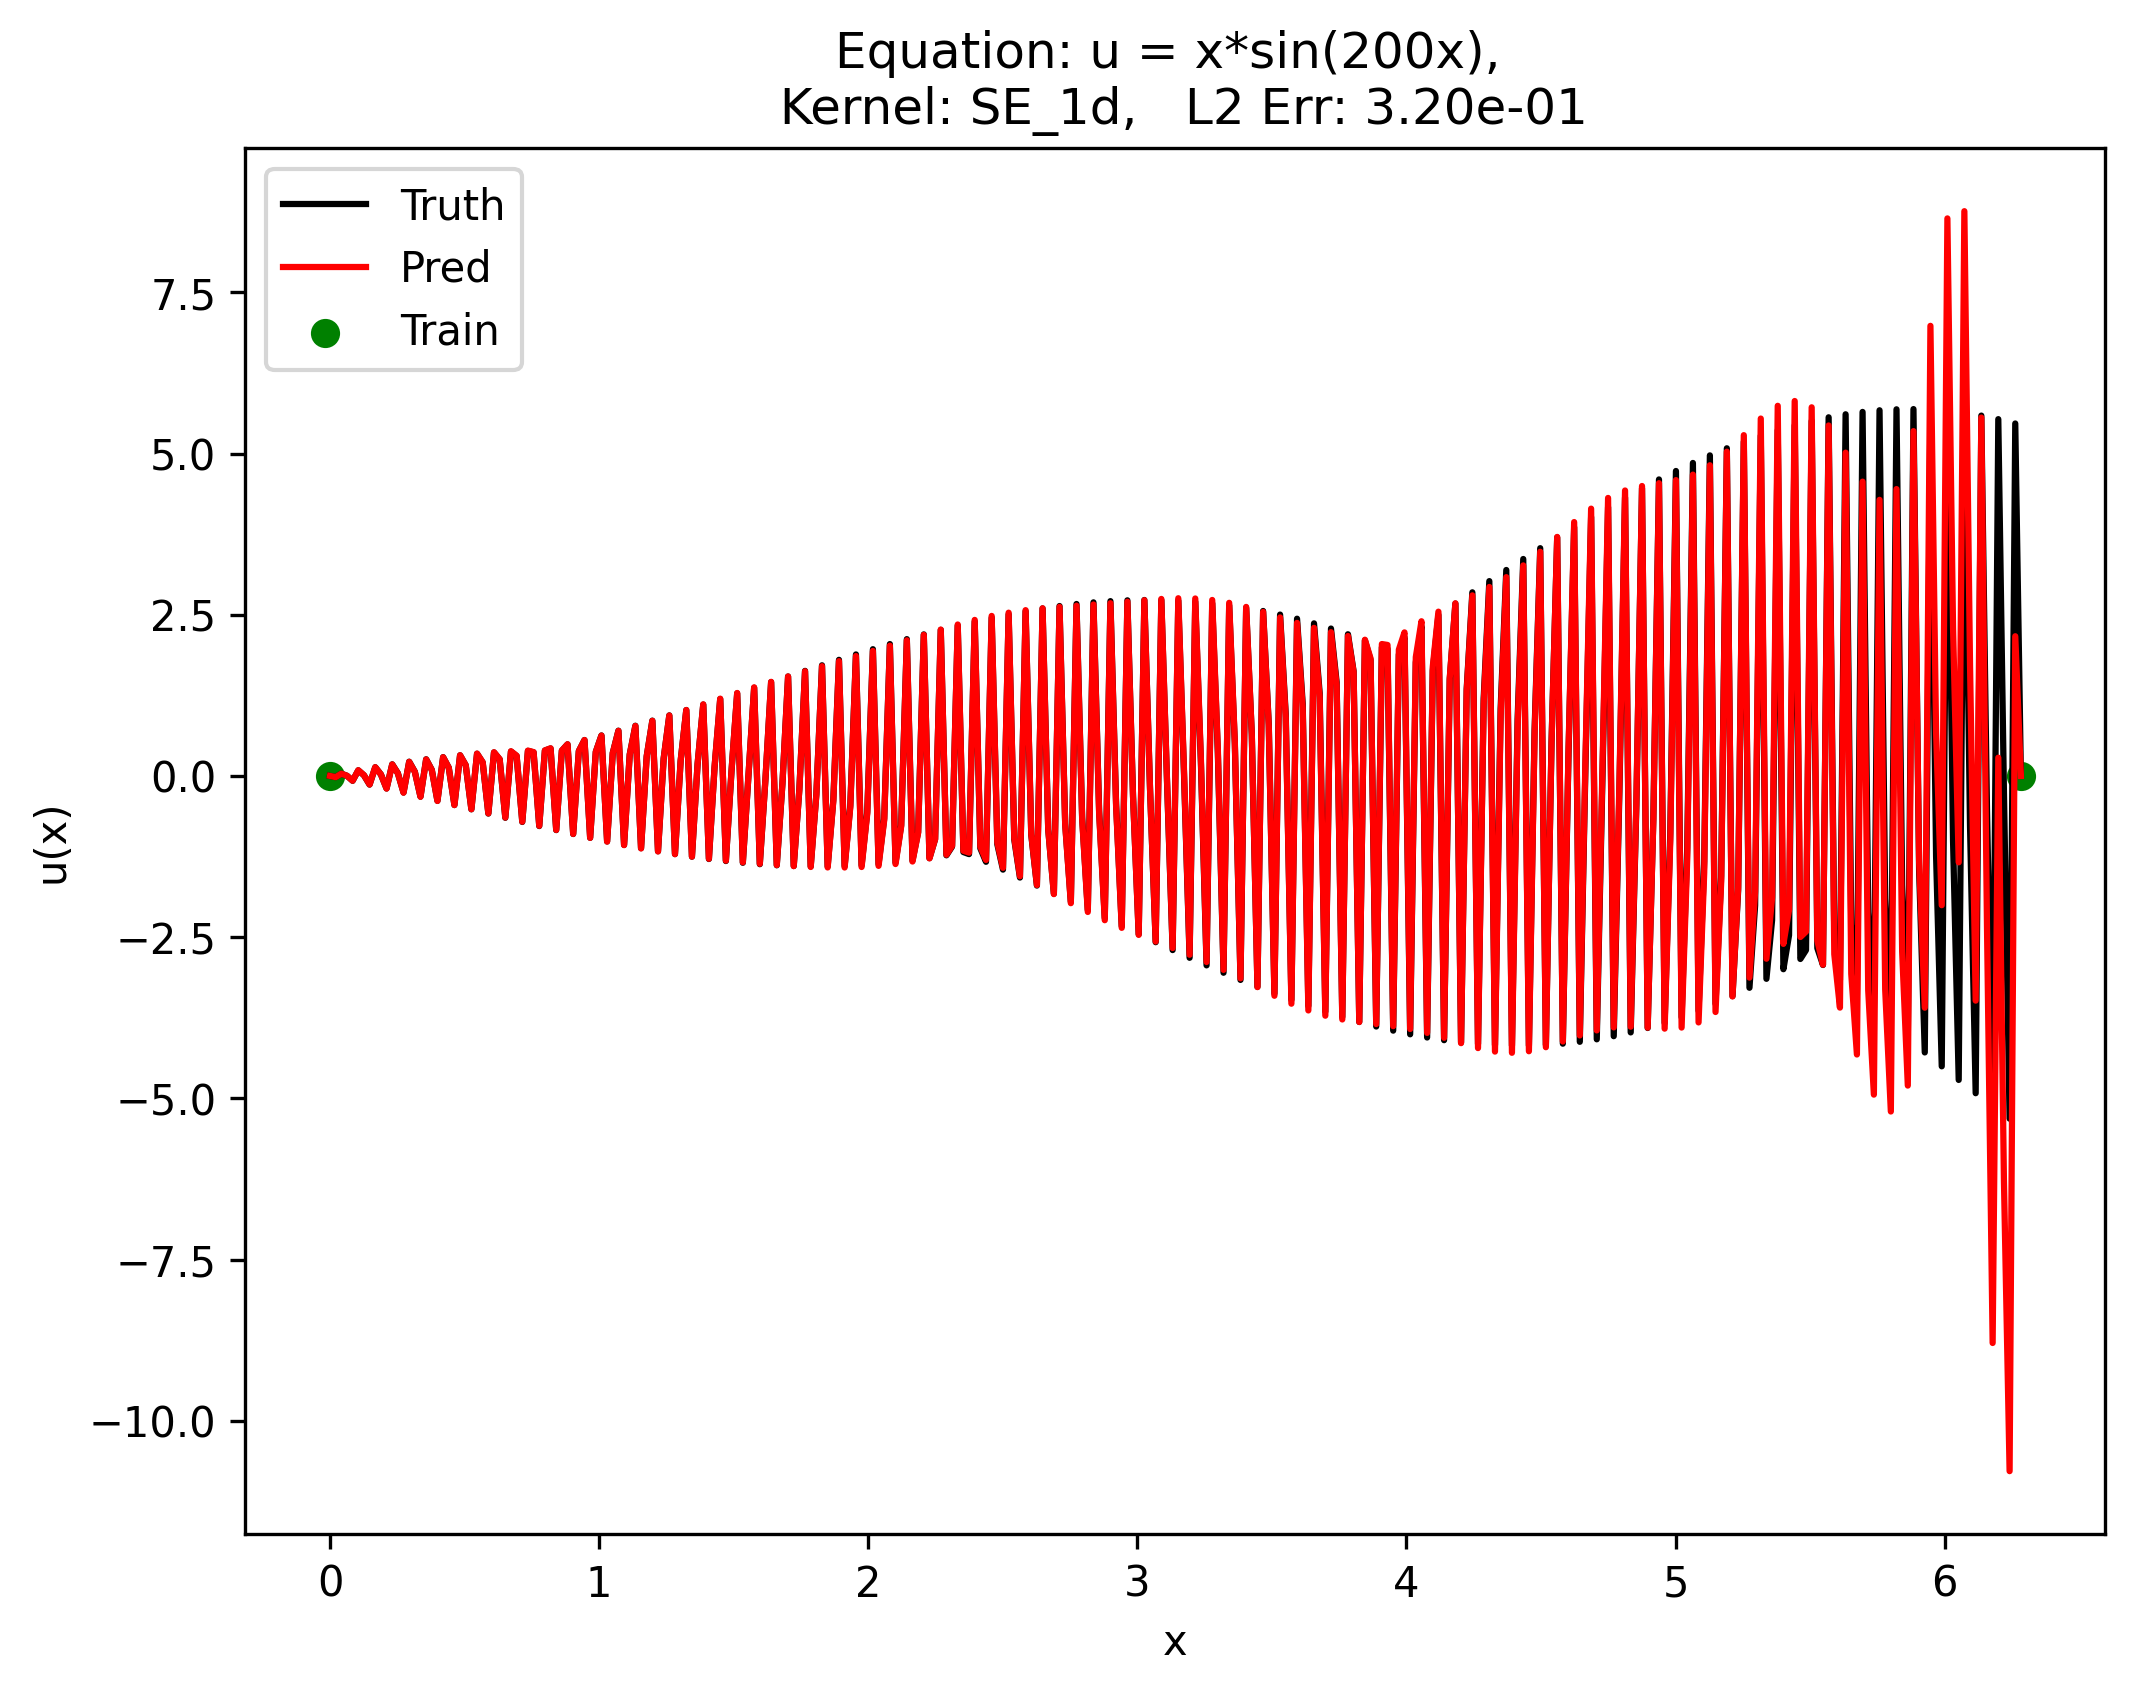 Equation: u = x*sin(200x),
Kernel: SE_1d,   L2 Err: 3.20e-01
Truth
Pred
Train
7.5
5.0
2.5
0.0
−2.5
−5.0
−7.5
−10.0
u(x)
0 1 2 3 4 5 6
x